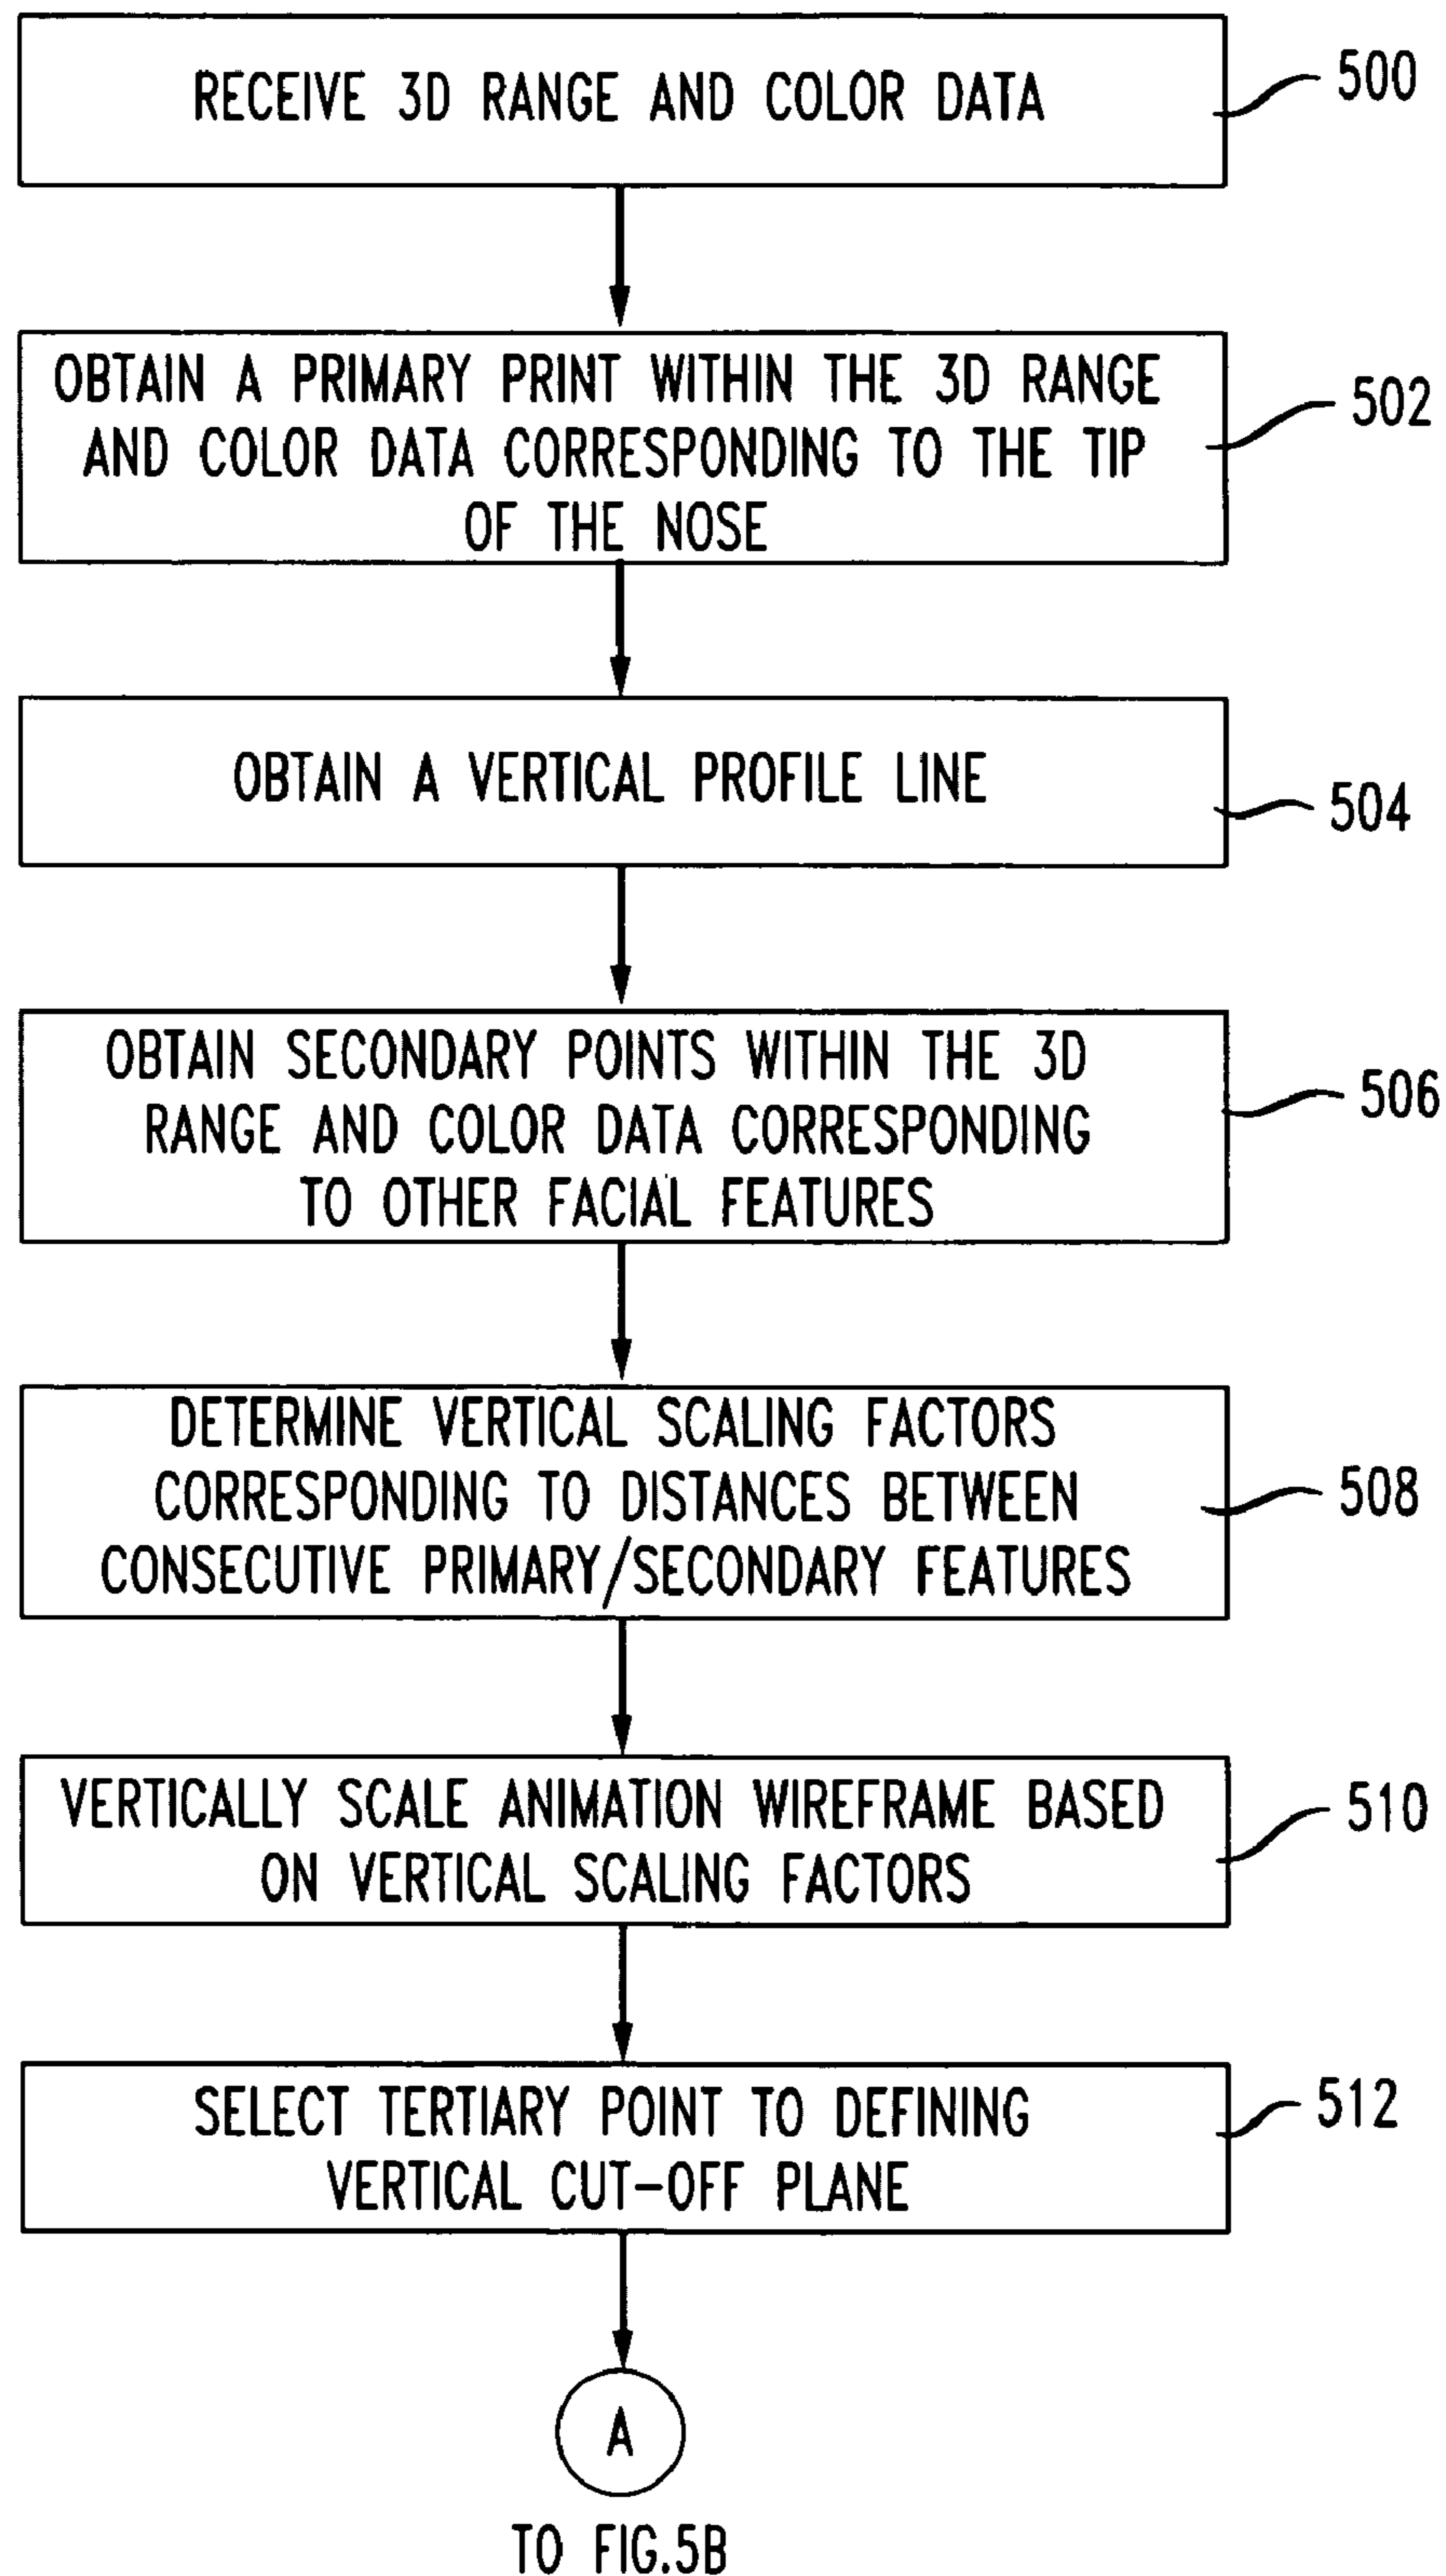 RECEIVE 3D RANGE AND COLOR DATA
500
OBTAIN A PRIMARY PRINT WITHIN THE 3D RANGE
AND COLOR DATA CORRESPONDING TO THE TIP
OF THE NOSE
502
OBTAIN A VERTICAL PROFILE LINE
504
OBTAIN SECONDARY POINTS WITHIN THE 3D
RANGE AND COLOR DATA CORRESPONDING
TO OTHER FACIAL FEATURES
506
DETERMINE VERTICAL SCALING FACTORS
CORRESPONDING TO DISTANCES BETWEEN
CONSECUTIVE PRIMARY/SECONDARY FEATURES
508
VERTICALLY SCALE ANIMATION WIREFRAME BASED
ON VERTICAL SCALING FACTORS
510
SELECT TERTIARY POINT TO DEFINING
VERTICAL CUT-OFF PLANE
512
A
TO FIG.5B